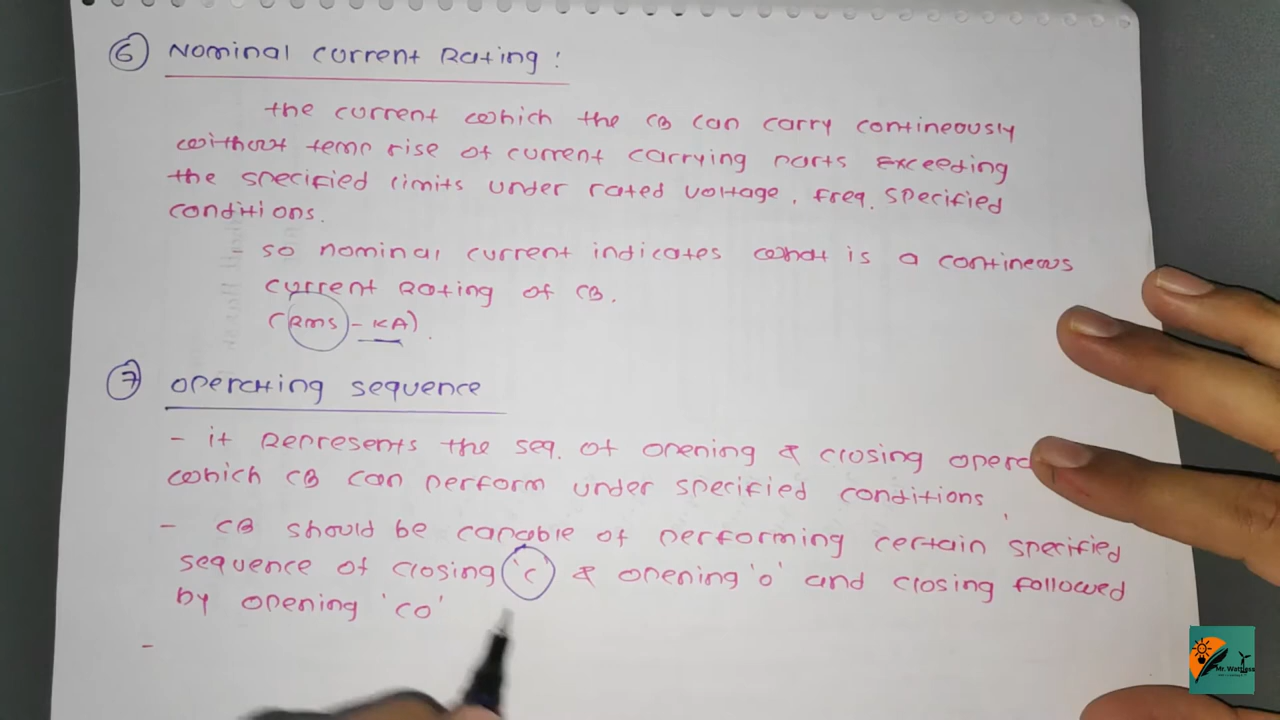 6 Nominal Current Rating :
the current which the CB can carry contineously
without temp rise of current carrying parts exceeting
the specified limits under rated voltage, freq. specified
conditions.
- so nominal current indicates what is a contineous
current Rating of CB.
(RMS - KA).
7 Operating sequence
- it Represents the seq. of opening & closing opera
which CB can perform under specified conditions,
- CB should be capable of performing certain specified
sequence of closing 'c' & opening 'o' and closing followed
by opening 'co'
-
Mr. Wattless